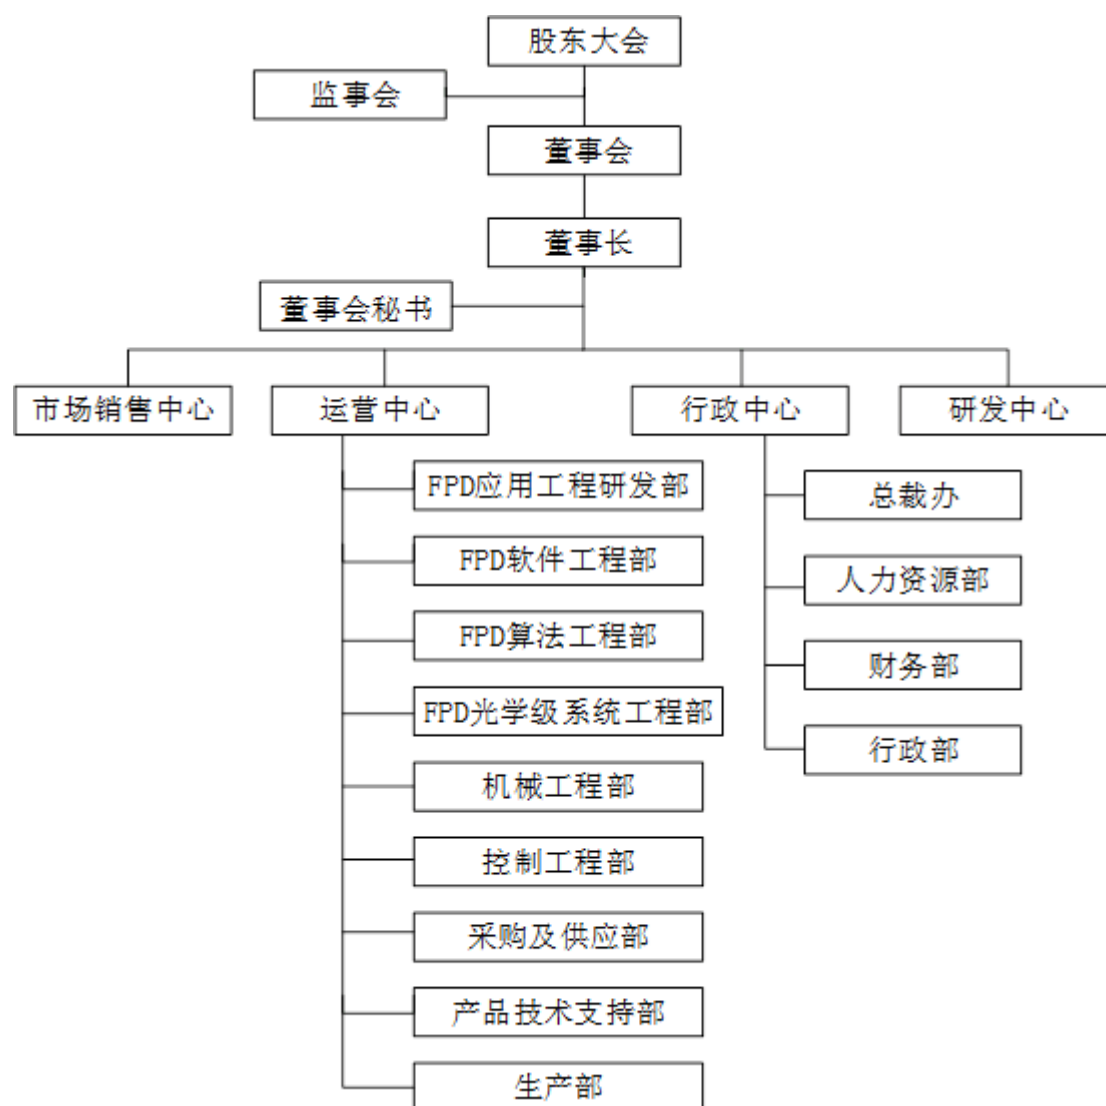 股东大会
监事会
董事会
董事长
董事会秘书
市场销售中心
运营中心
行政中心
研发中心
FPD应用工程研发部
FPD软件工程部
FPD算法工程部
FPD光学级系统工程部
机械工程部
控制工程部
采购及供应部
产品技术支持部
生产部
总裁办
人力资源部
财务部
行政部